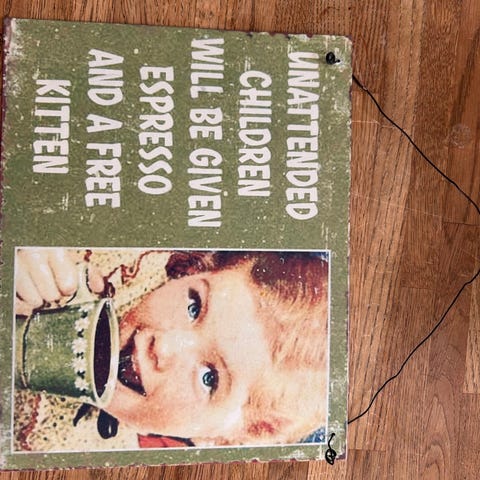 UNATTENDED
CHILDREN
WILL BE GIVEN
ESPRESSO
AND A FREE
KITTEN